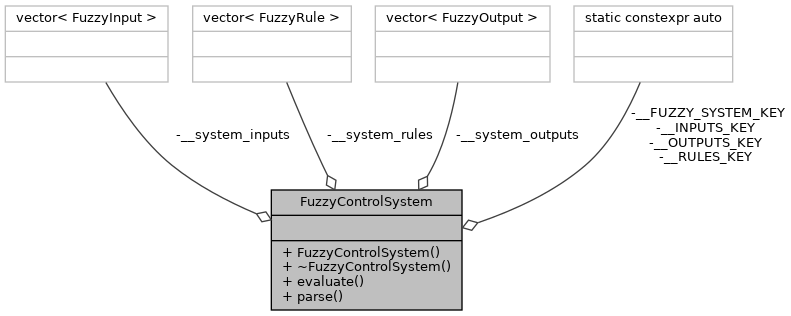 vector< FuzzyInput >
vector< FuzzyRule >
vector< FuzzyOutput >
static constexpr auto
-__FUZZY_SYSTEM_KEY
-__INPUTS_KEY
-__OUTPUTS_KEY
-__RULES_KEY
-__system_inputs
-__system_rules
-__system_outputs
FuzzyControlSystem
+ FuzzyControlSystem()
+ ~FuzzyControlSystem()
+ evaluate()
+ parse()